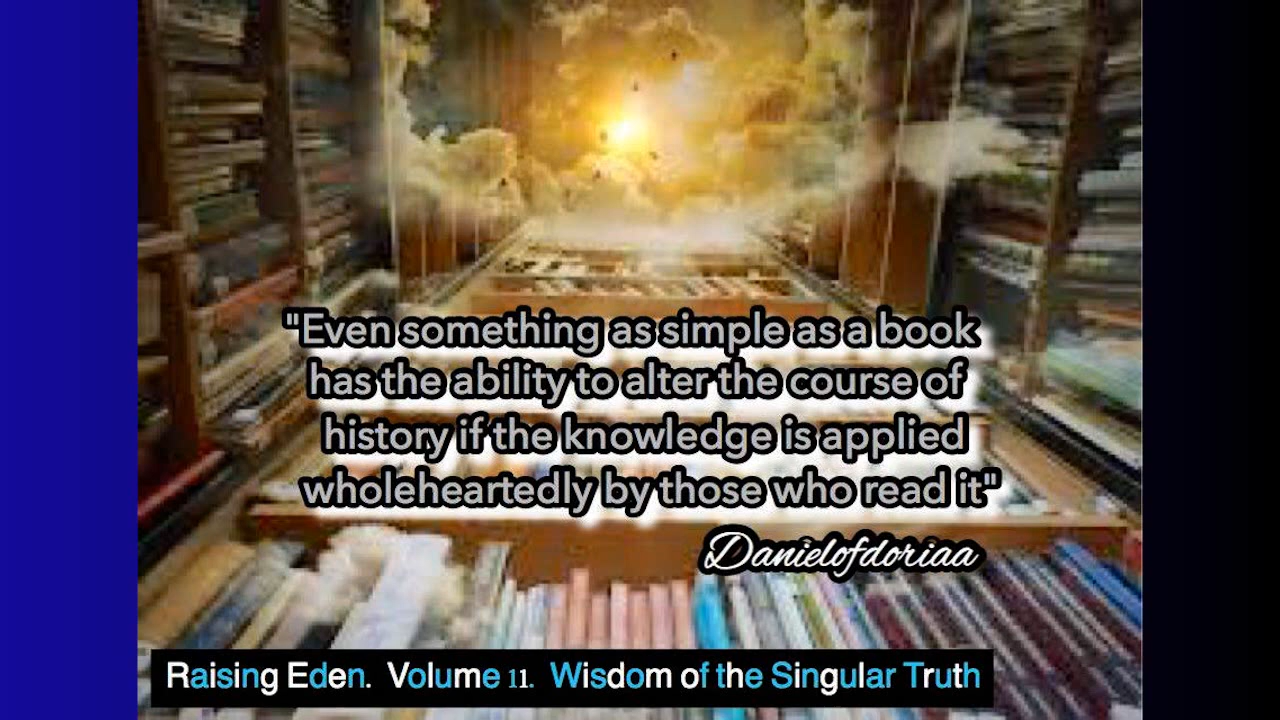 "Even something as simple as a book
has the ability to alter the course of
history if the knowledge is applied
wholeheartedly by those who read it"
Danielofdoriaa
Raising Eden. Volume 11. Wisdom of the Singular Truth